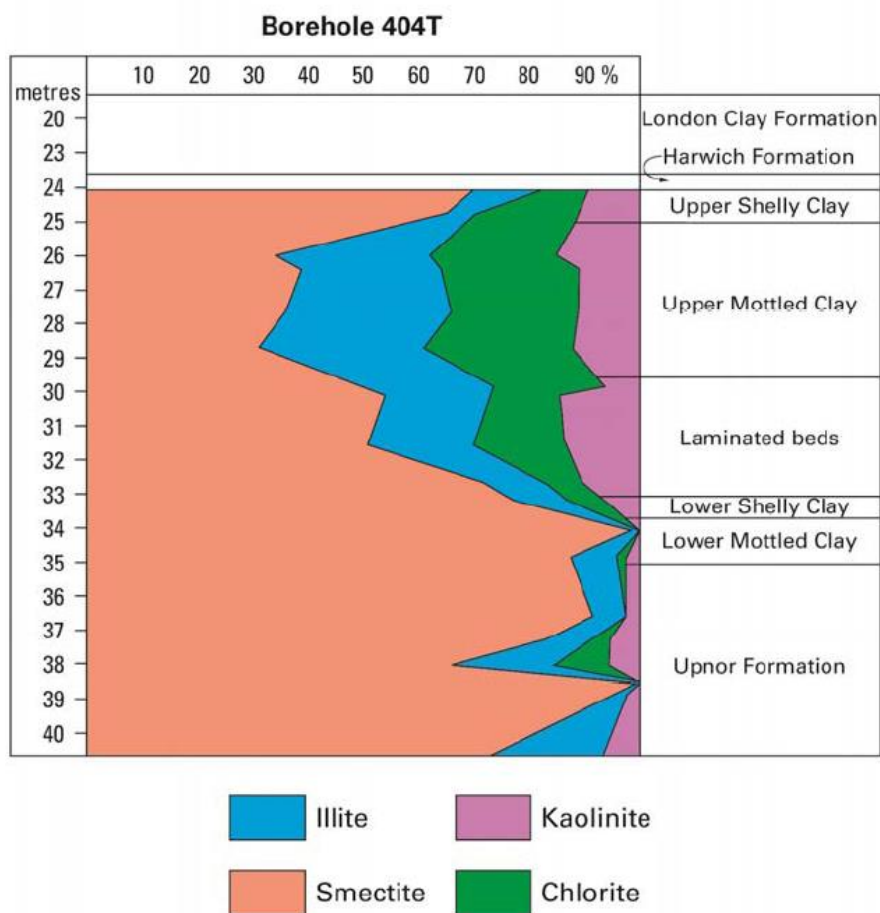 Borehole 404T
10 20 30 40 50 60 70 80 90 %
metres
20
London Clay Formation
23
Harwich Formation
24
Upper Shelly Clay
25
26
27
Upper Mottled Clay
28
29
30
31
Laminated beds
32
33
Lower Shelly Clay
34
Lower Mottled Clay
35
36
37
38
Upnor Formation
39
40
Illite
Kaolinite
Smectite
Chlorite